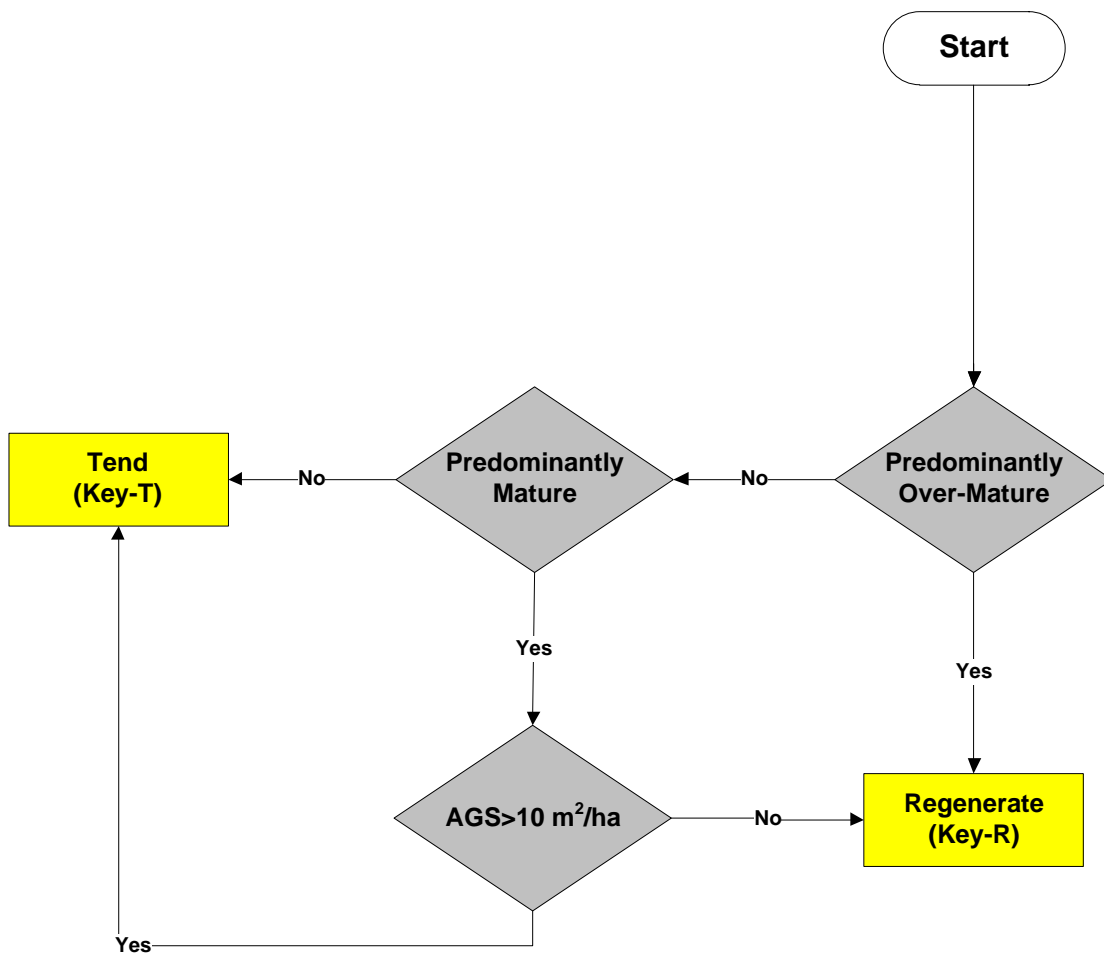 Start
Predominantly
Over-Mature
No
Predominantly
Mature
No
Tend
(Key-T)
Yes
Yes
AGS>10 m²/ha
No
Regenerate
(Key-R)
Yes